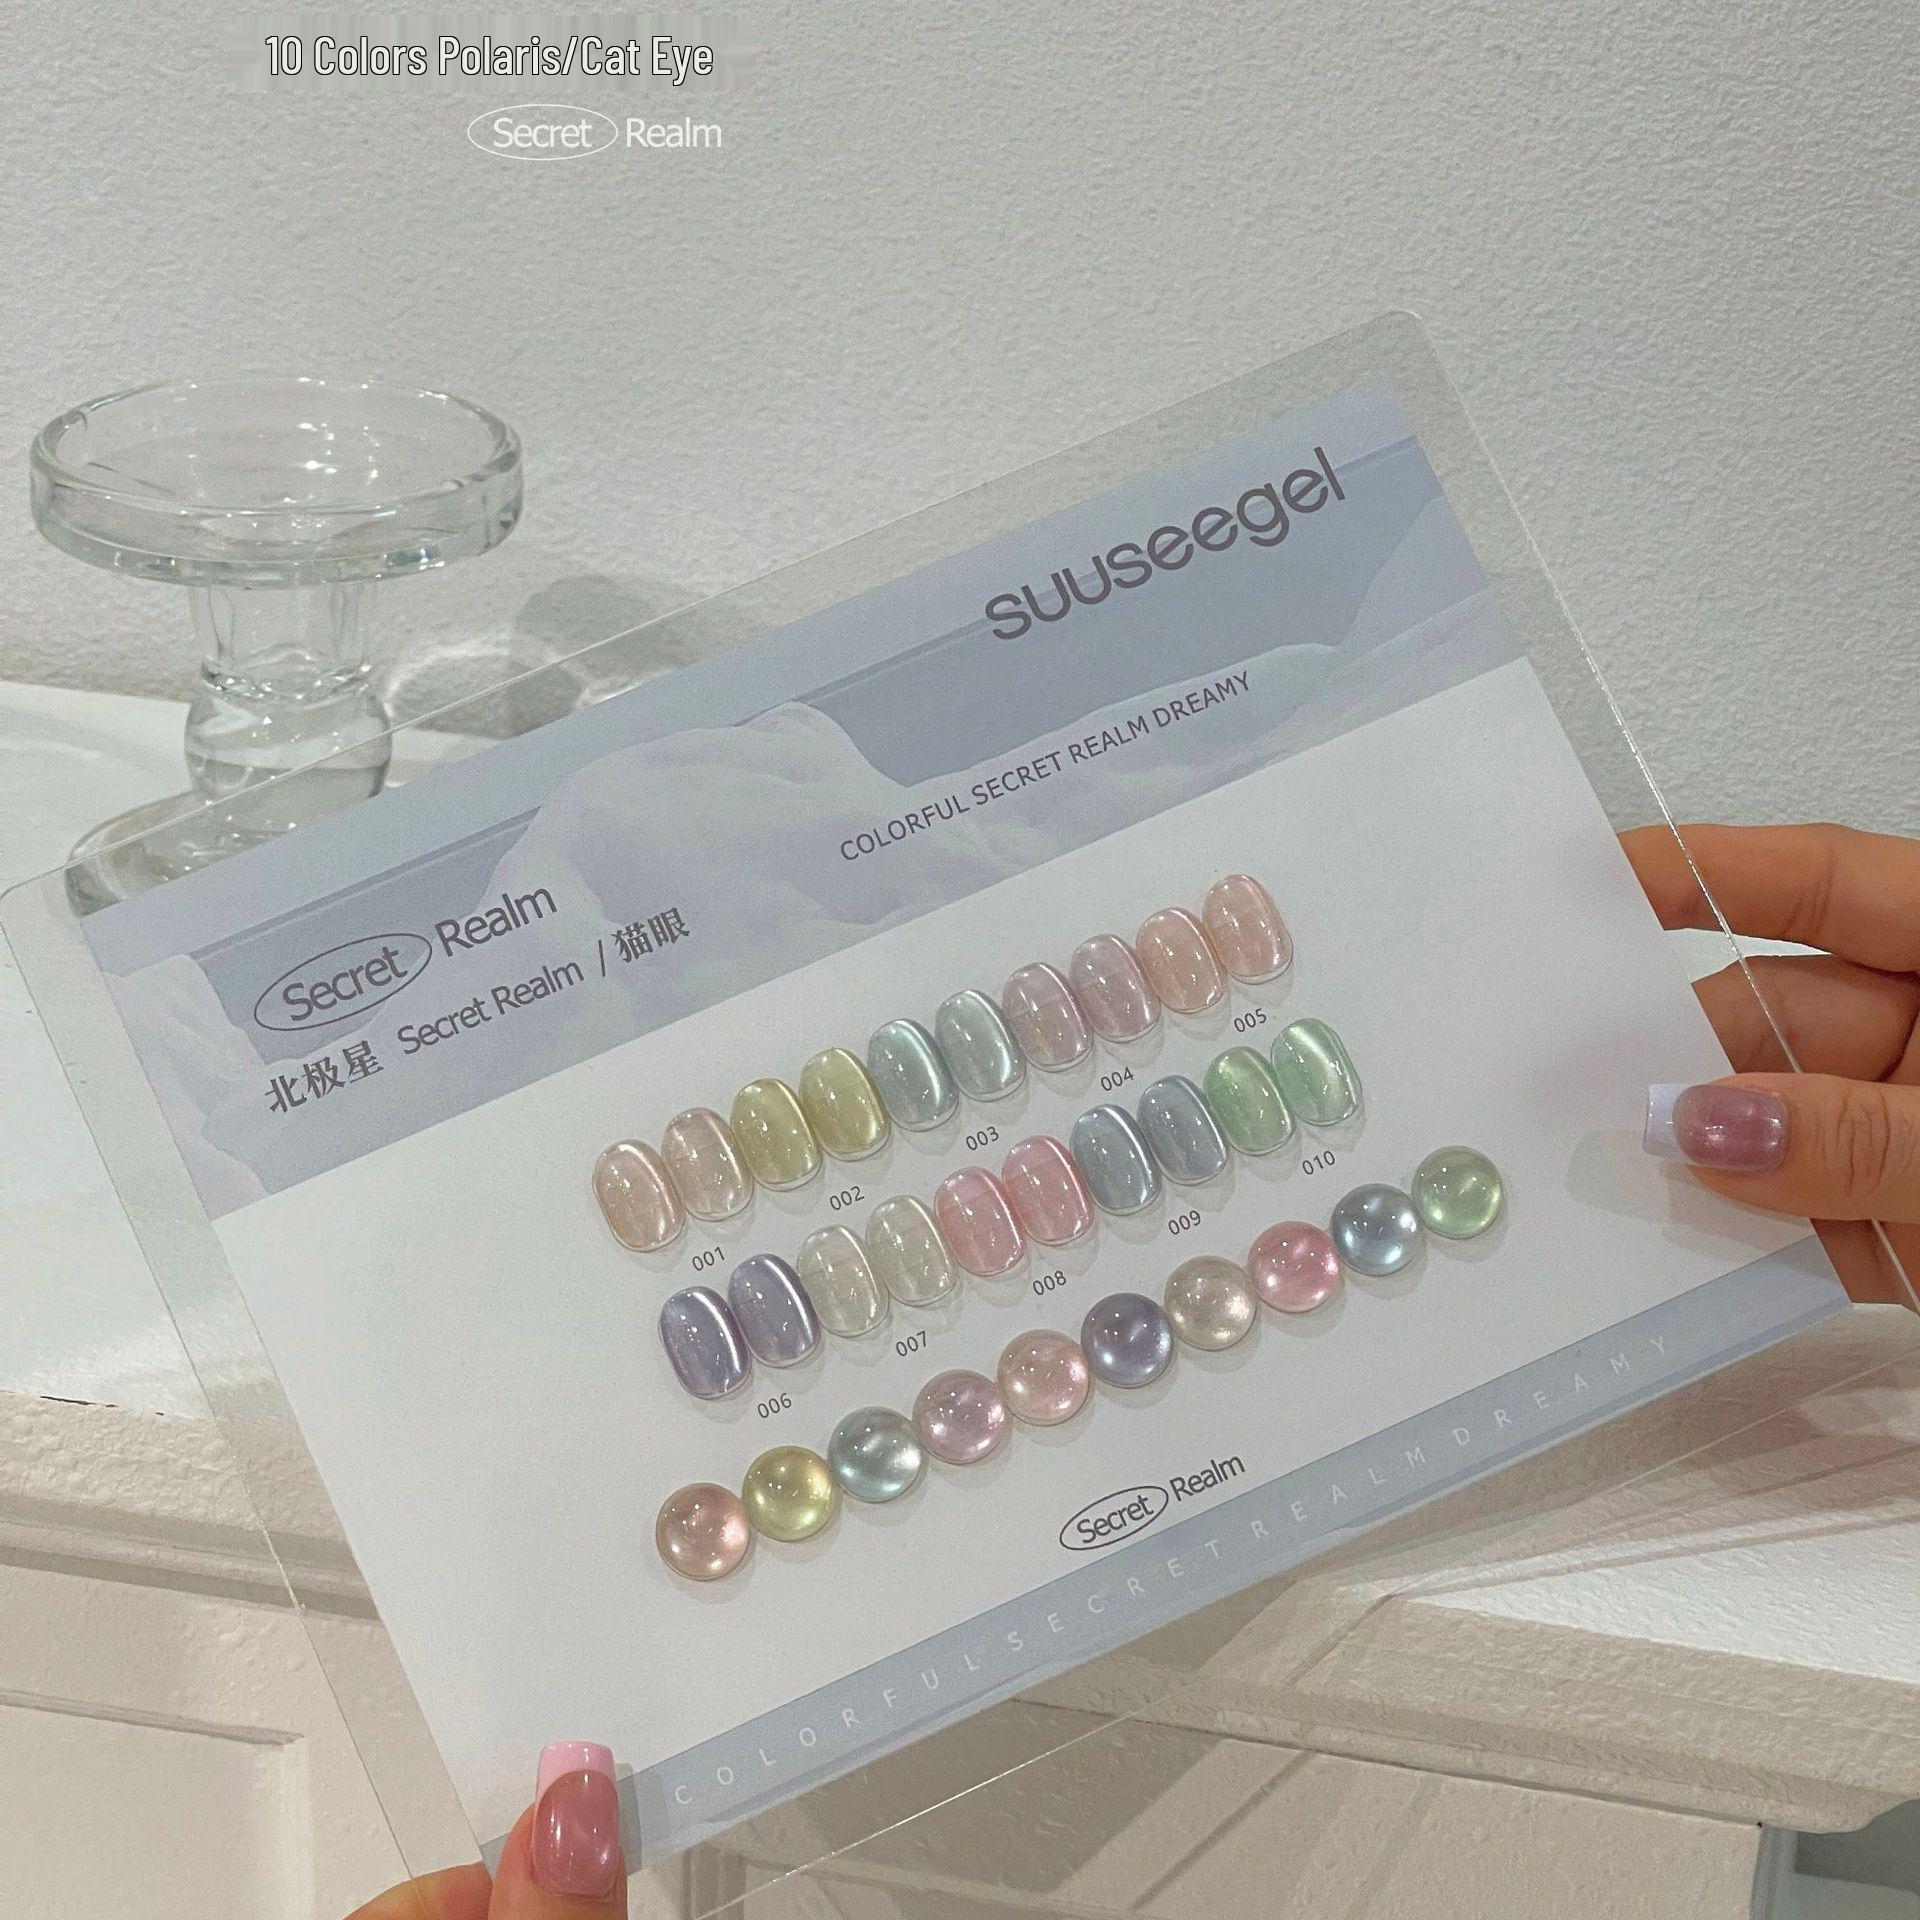 10 Colors Polaris/Cat Eye
Secret Realm
suuseegel
COLORFUL SECRET REALM DREAMY
Secret Realm
北极星 Secret Realm / 猫眼
001
002
003
004
005
006
007
008
009
010
Secret Realm
COLORFULSECRETREALMDREAMY